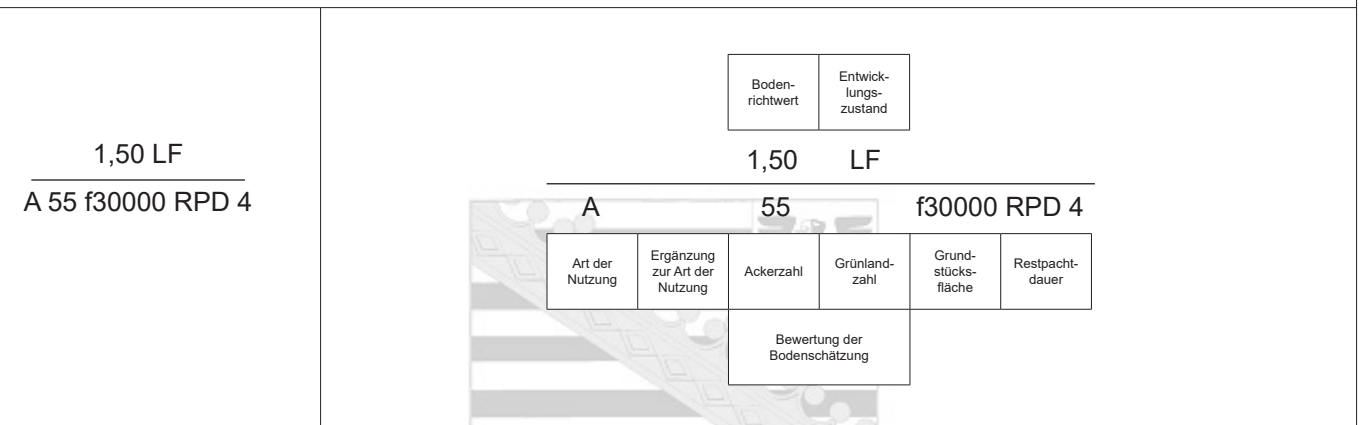 1,50 LF
A 55 f30000 RPD 4
Boden-
richtwert
Entwick-
lungs-
zustand
1,50 LF
A 55 f30000 RPD 4
Art der
Nutzung
Ergänzung
zur Art der
Nutzung
Ackerzahl
Grünland-
zahl
Grund-
stücks-
fläche
Restpacht-
dauer
Bewertung der
Bodenschätzung